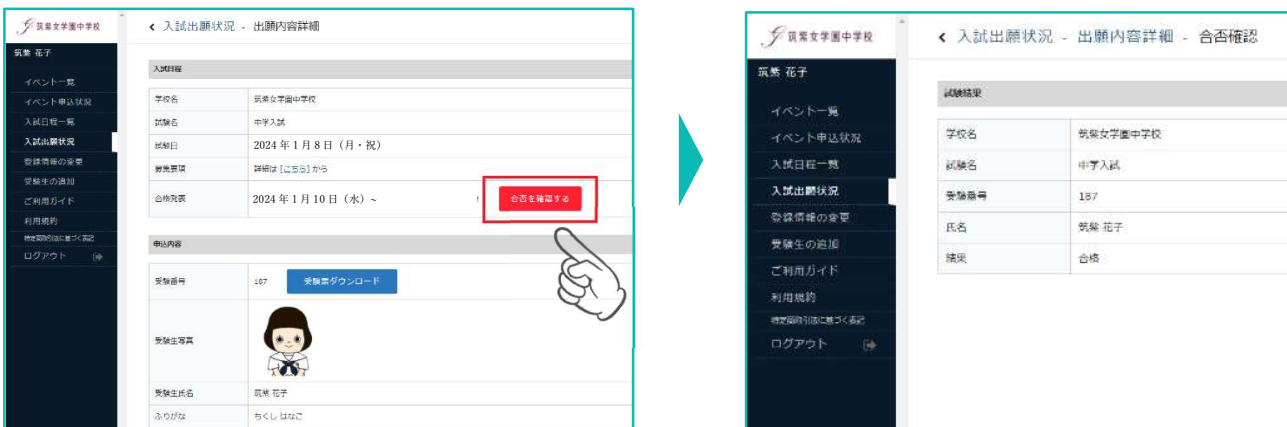 筑紫女学園中学校
筑紫 花子
イベント一覧
イベント申込状況
入試日程一覧
入試出願状況
登録情報の変更
受験生の追加
ご利用ガイド
利用規約
特定商取引法に基づく表記
ログアウト
< 入試出願状況 - 出願内容詳細
入試日程
学校名 筑紫女学園中学校
試験名 中学入試
試験日 2024年1月8日（月・祝）
募集要項 詳細は [こちら] から
合格発表 2024年1月10日（水）~ 合否を確認する
申込内容
受験番号 187 受験票ダウンロード
受験生写真
受験生氏名 筑紫 花子
ふりがな ちくし はなこ
筑紫女学園中学校
筑紫 花子
イベント一覧
イベント申込状況
入試日程一覧
入試出願状況
登録情報の変更
受験生の追加
ご利用ガイド
利用規約
特定商取引法に基づく表記
ログアウト
< 入試出願状況 - 出願内容詳細 - 合否確認
試験結果
学校名 筑紫女学園中学校
試験名 中学入試
受験番号 187
氏名 筑紫 花子
結果 合格